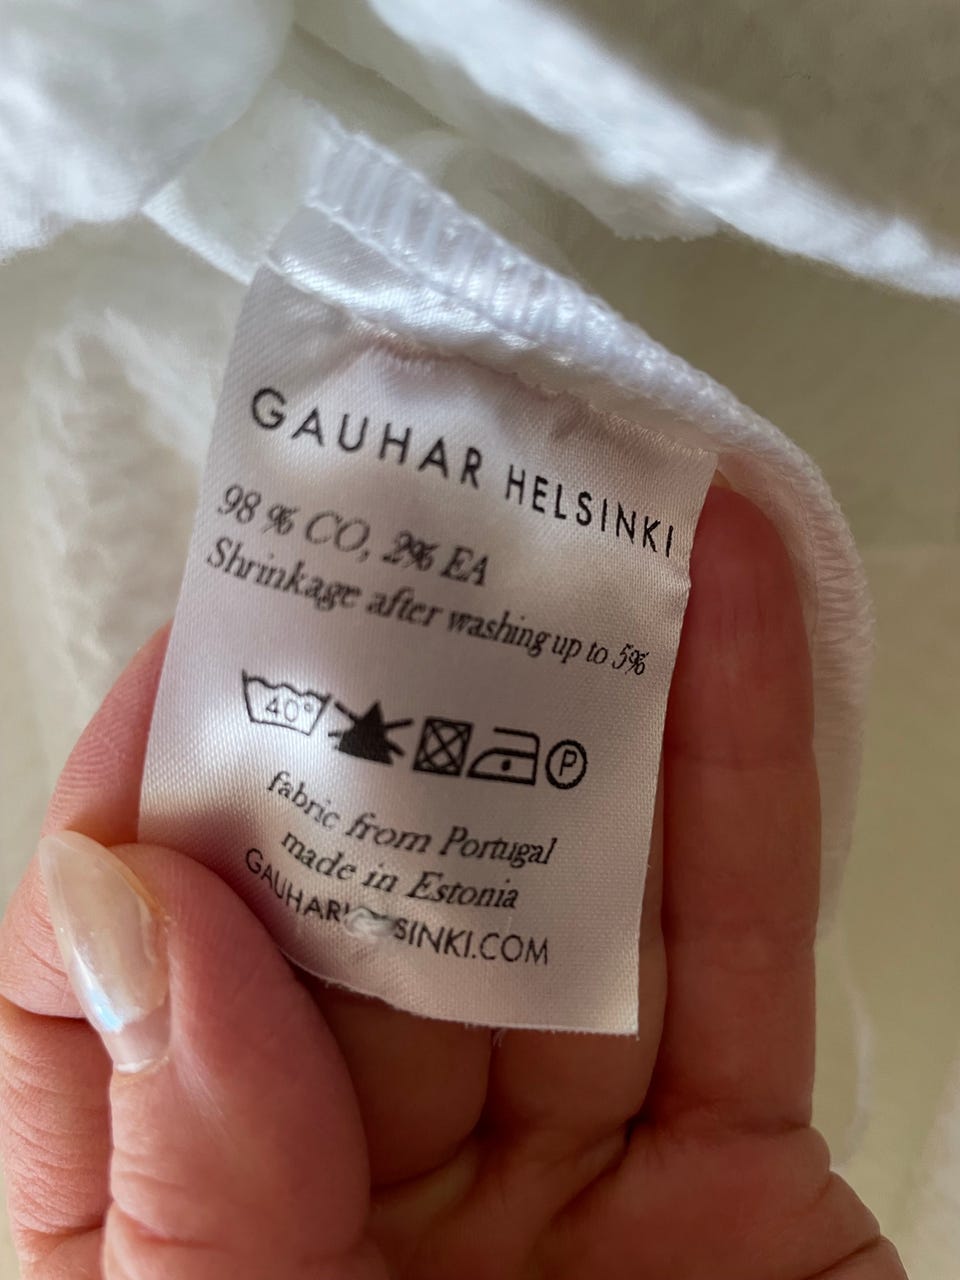 GAUHAR HELSINKI
98 % CO, 2% EA
Shrinkage after washing up to 5%
40°
P
fabric from Portugal
made in Estonia